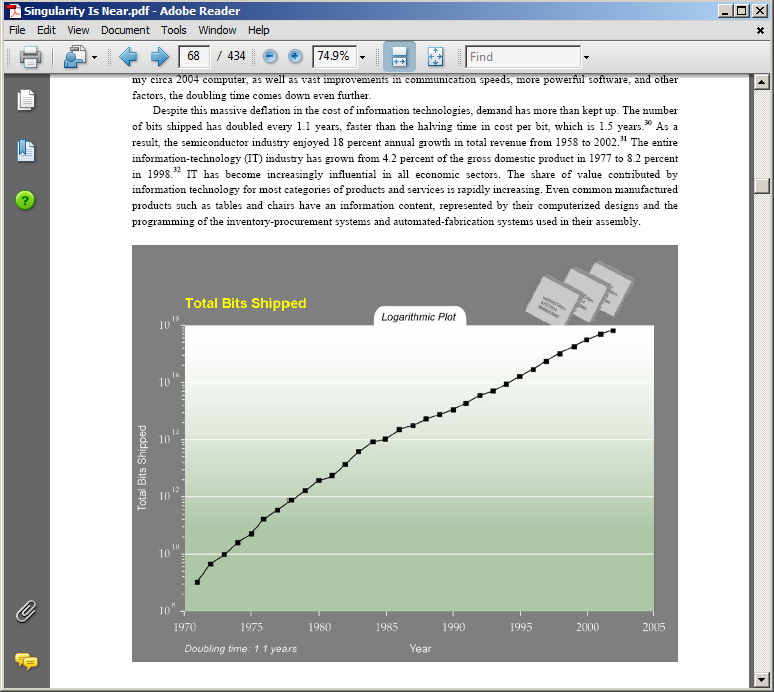 Singularity Is Near.pdf - Adobe Reader
File Edit View Document Tools Window Help
68 / 434 74.9% Find
my circa 2004 computer, as well as vast improvements in communication speeds, more powerful software, and other
factors, the doubling time comes down even further.
Despite this massive deflation in the cost of information technologies, demand has more than kept up. The number
of bits shipped has doubled every 1.1 years, faster than the halving time in cost per bit, which is 1.5 years.30 As a
result, the semiconductor industry enjoyed 18 percent annual growth in total revenue from 1958 to 2002.31 The entire
information-technology (IT) industry has grown from 4.2 percent of the gross domestic product in 1977 to 8.2 percent
in 1998.32 IT has become increasingly influential in all economic sectors. The share of value contributed by
information technology for most categories of products and services is rapidly increasing. Even common manufactured
products such as tables and chairs have an information content, represented by their computerized designs and the
programming of the inventory-procurement systems and automated-fabrication systems used in their assembly.
Total Bits Shipped
Logarithmic Plot
10 18
10 16
10 14
10 12
10 10
10 8
Total Bits Shipped
1970 1975 1980 1985 1990 1995 2000 2005
Doubling time: 1.1 years Year